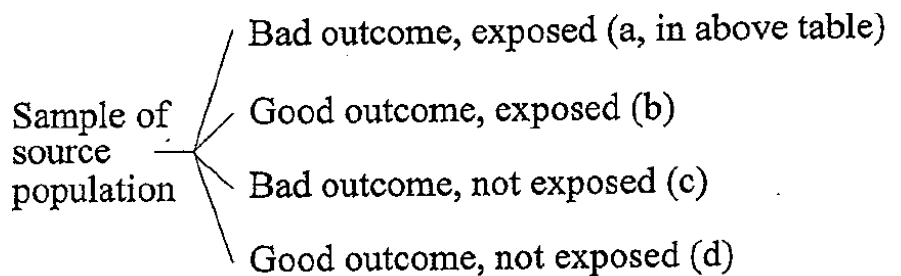 Bad outcome, exposed (a, in above table)
Sample of
source
population
Good outcome, exposed (b)
Bad outcome, not exposed (c)
Good outcome, not exposed (d)